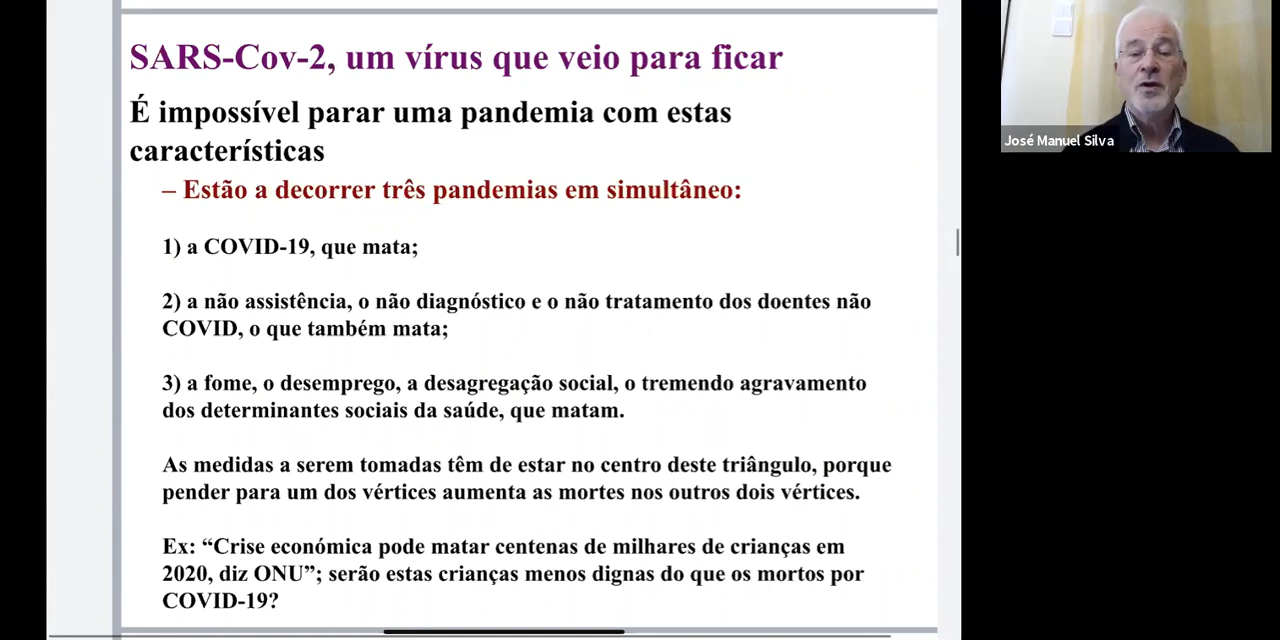 SARS-Cov-2, um vírus que veio para ficar
É impossível parar uma pandemia com estas
características
– Estão a decorrer três pandemias em simultâneo:
1) a COVID-19, que mata;
2) a não assistência, o não diagnóstico e o não tratamento dos doentes não
COVID, o que também mata;
3) a fome, o desemprego, a desagregação social, o tremendo agravamento
dos determinantes sociais da saúde, que matam.
As medidas a serem tomadas têm de estar no centro deste triângulo, porque
pender para um dos vértices aumenta as mortes nos outros dois vértices.
Ex: “Crise económica pode matar centenas de milhares de crianças em
2020, diz ONU”; serão estas crianças menos dignas do que os mortos por
COVID-19?
José Manuel Silva